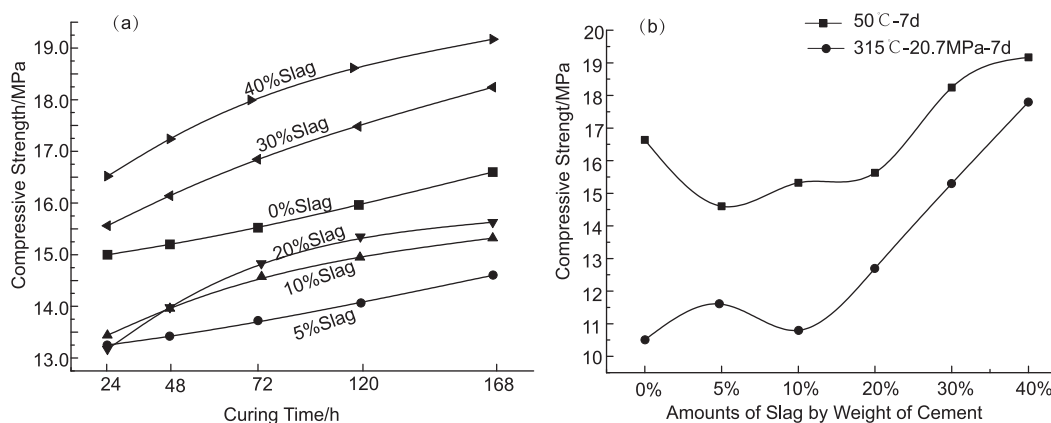 (a)
Compressive Strength/MPa
19.0
18.0
17.0
16.0
15.0
14.0
13.0
40%Slag
30%Slag
0%Slag
20%Slag
10%Slag
5%Slag
24 48 72 120 168
Curing Time/h
(b)
50℃-7d
315℃-20.7MPa-7d
Compressive Strengt/MPa
20
19
18
17
16
15
14
13
12
11
10
0% 5% 10% 20% 30% 40%
Amounts of Slag by Weight of Cement